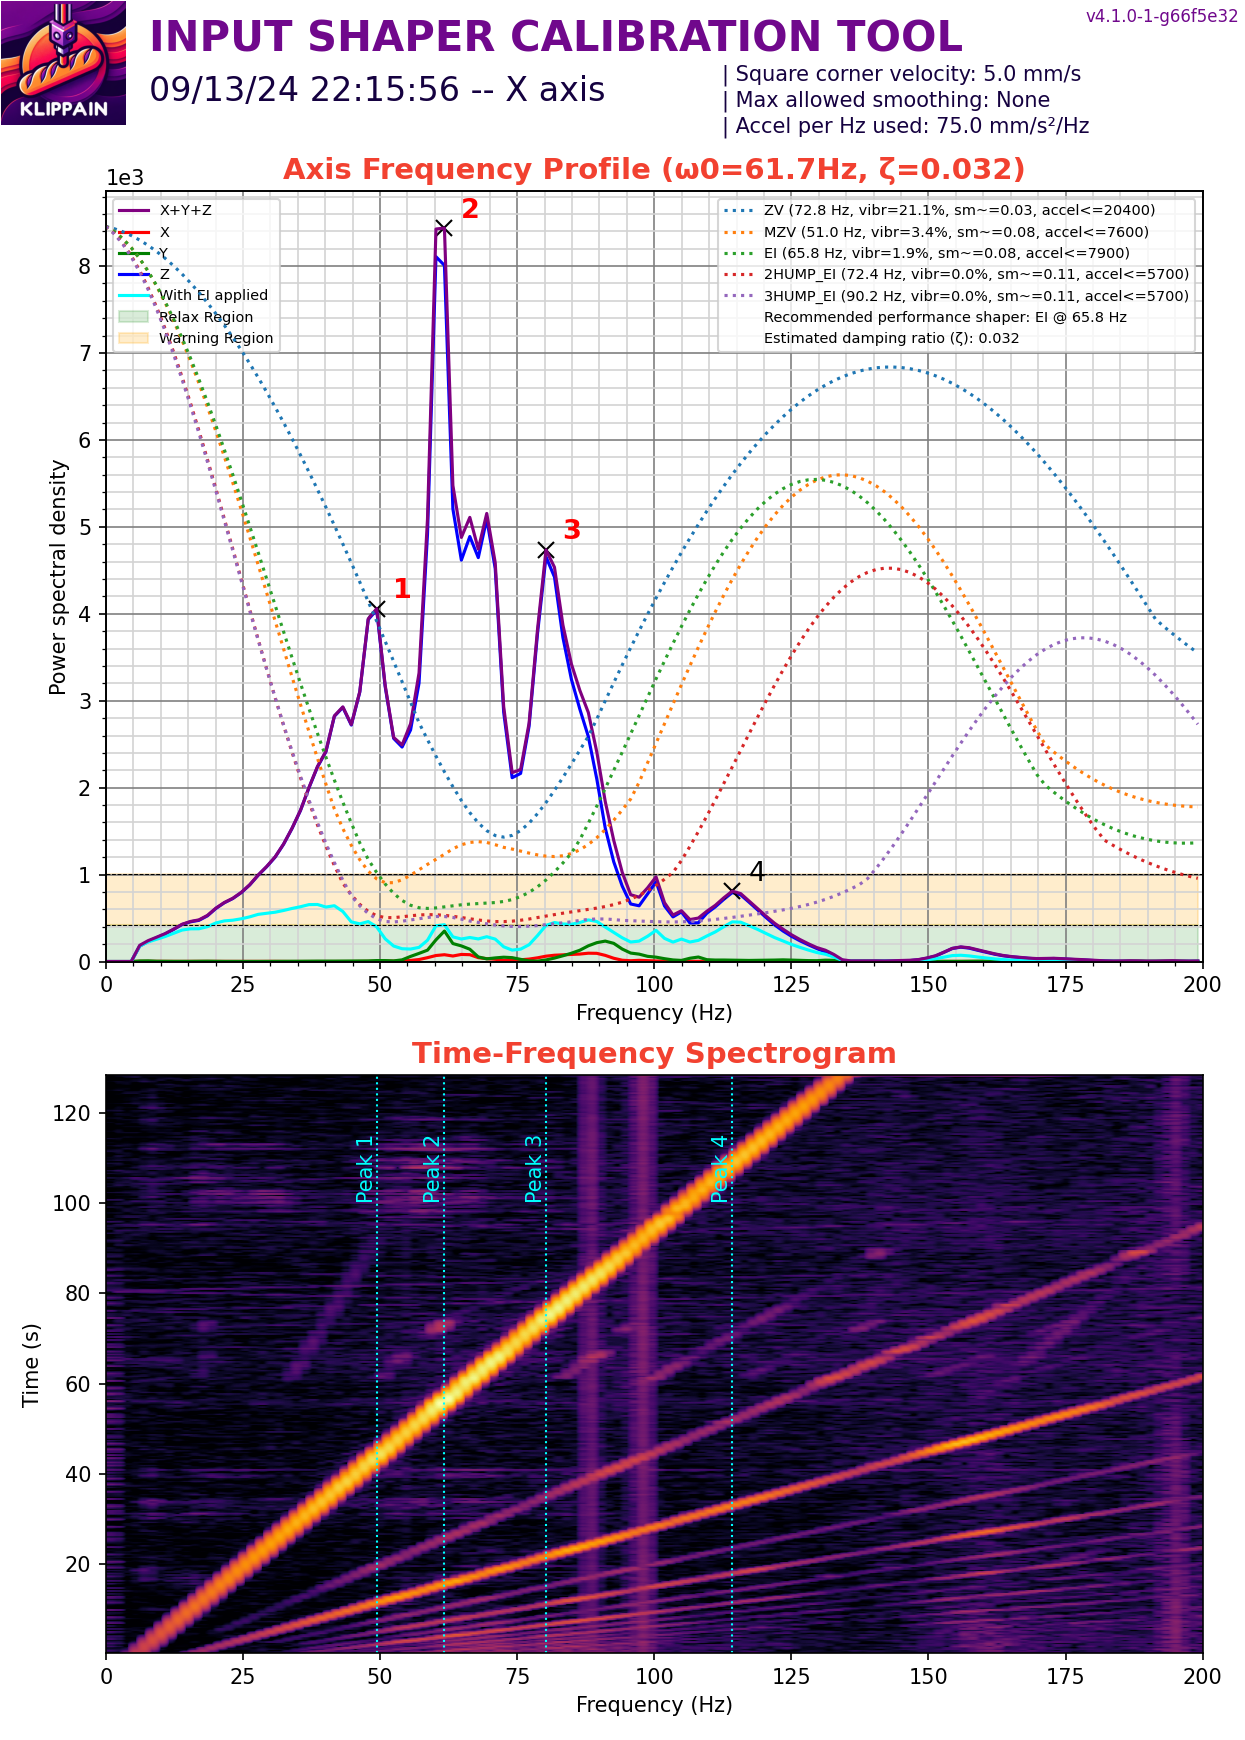 v4.1.0-1-g66f5e32
INPUT SHAPER CALIBRATION TOOL
09/13/24 22:15:56 -- X axis
| Square corner velocity: 5.0 mm/s
| Max allowed smoothing: None
| Accel per Hz used: 75.0 mm/s²/Hz
KLIPPAIN
Axis Frequency Profile (ω0=61.7Hz, ζ=0.032)
1e3
X+Y+Z
X
Y
Z
With EI applied
Relax Region
Warning Region
ZV (72.8 Hz, vibr=21.1%, sm~=0.03, accel<=20400)
MZV (51.0 Hz, vibr=3.4%, sm~=0.08, accel<=7600)
EI (65.8 Hz, vibr=1.9%, sm~=0.08, accel<=7900)
2HUMP_EI (72.4 Hz, vibr=0.0%, sm~=0.11, accel<=5700)
3HUMP_EI (90.2 Hz, vibr=0.0%, sm~=0.11, accel<=5700)
Recommended performance shaper: EI @ 65.8 Hz
Estimated damping ratio (ζ): 0.032
1
2
3
4
Power spectral density
8
7
6
5
4
3
2
1
0
0 25 50 75 100 125 150 175 200
Frequency (Hz)
Time-Frequency Spectrogram
Peak 1
Peak 2
Peak 3
Peak 4
Time (s)
120
100
80
60
40
20
0 25 50 75 100 125 150 175 200
Frequency (Hz)